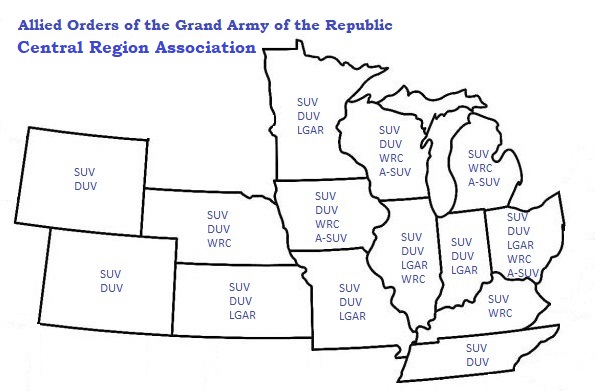 Allied Orders of the Grand Army of the Republic
Central Region Association
SUV
DUV
LGAR
SUV
DUV
WRC
A-SUV
SUV
WRC
A-SUV
SUV
DUV
SUV
DUV
WRC
SUV
DUV
WRC
A-SUV
SUV
DUV
LGAR
WRC
SUV
DUV
LGAR
SUV
DUV
LGAR
WRC
A-SUV
SUV
DUV
SUV
DUV
LGAR
SUV
DUV
LGAR
SUV
WRC
SUV
DUV